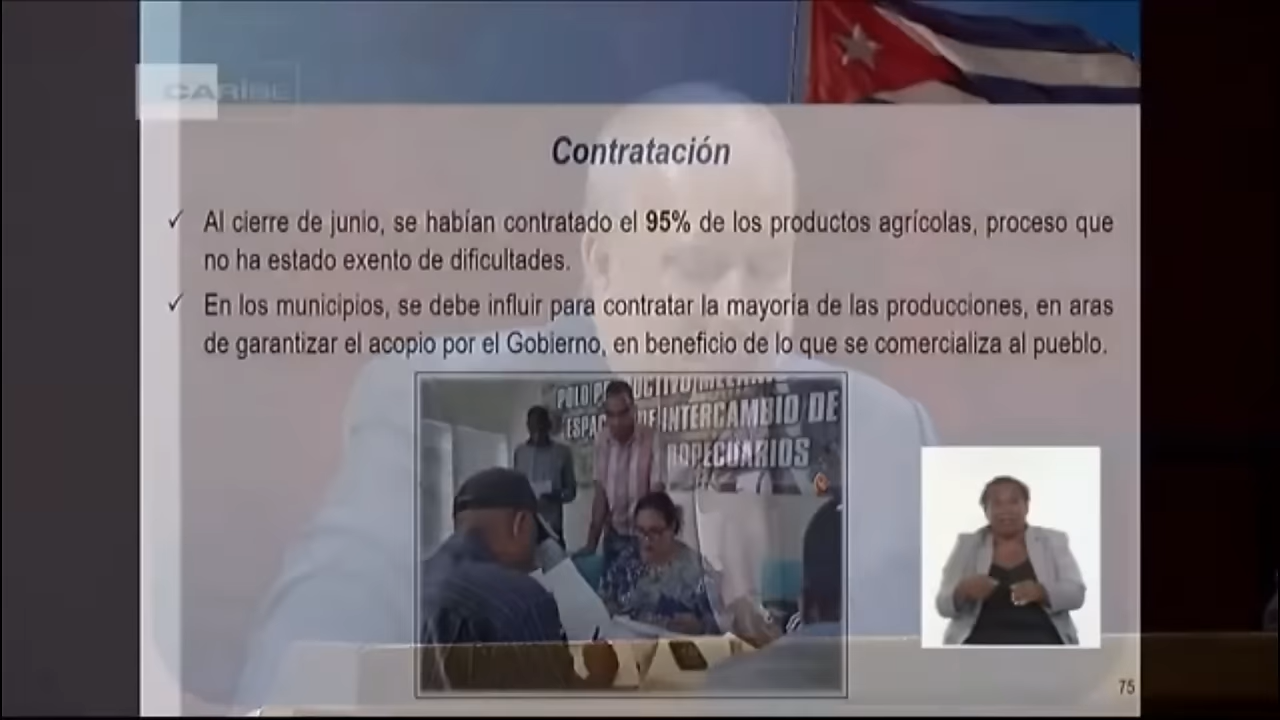 CARIBE
Contratación
✓ Al cierre de junio, se habían contratado el 95% de los productos agrícolas, proceso que
no ha estado exento de dificultades.
✓ En los municipios, se debe influir para contratar la mayoría de las producciones, en aras
de garantizar el acopio por el Gobierno, en beneficio de lo que se comercializa al pueblo.
INTERCAMBIO DE
75